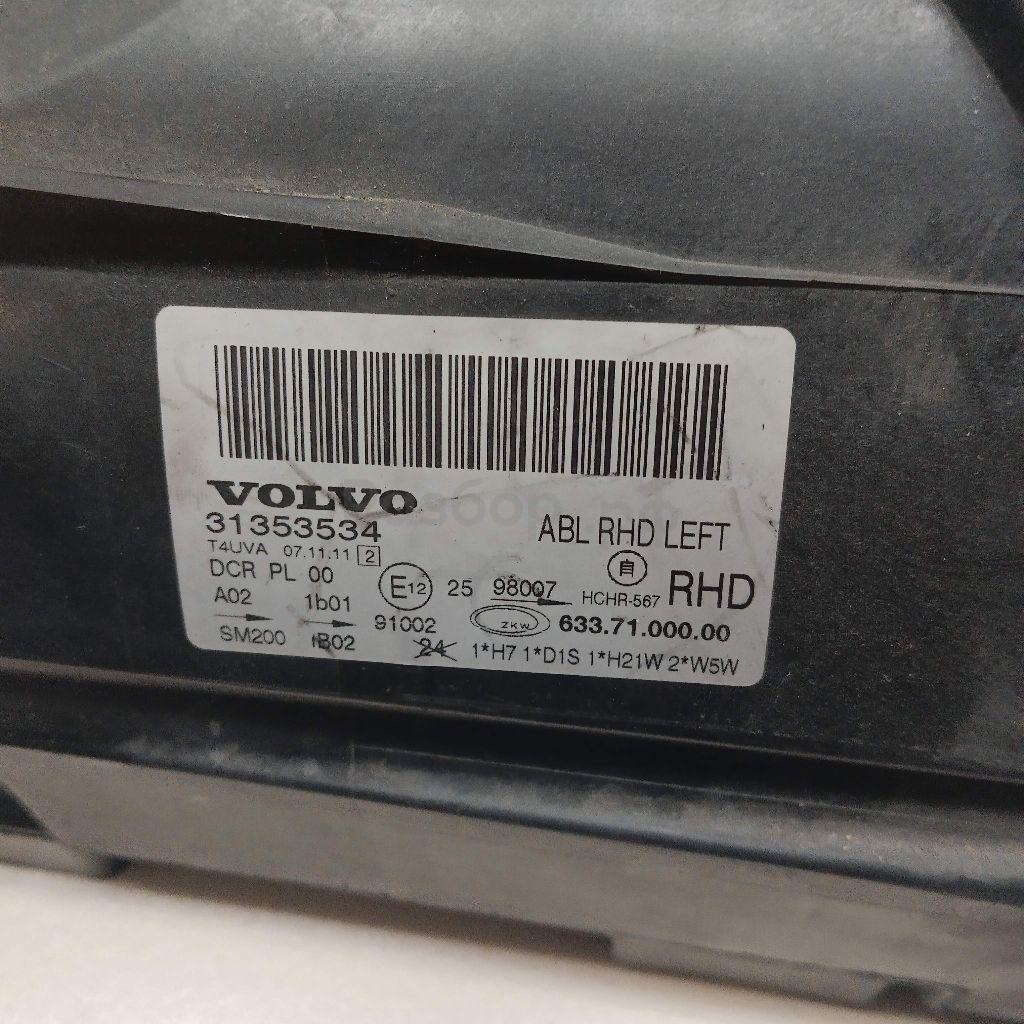 VOLVO
31353534
ABL RHD LEFT
T4UVA 07.11.11 2
DCR PL 00
E12 25 98007
自
HCHR-567 RHD
A02 1b01
91002
ZKW 633.71.000.00
SM200 1B02
24 1*H7 1*D1S 1*H21W 2*W5W